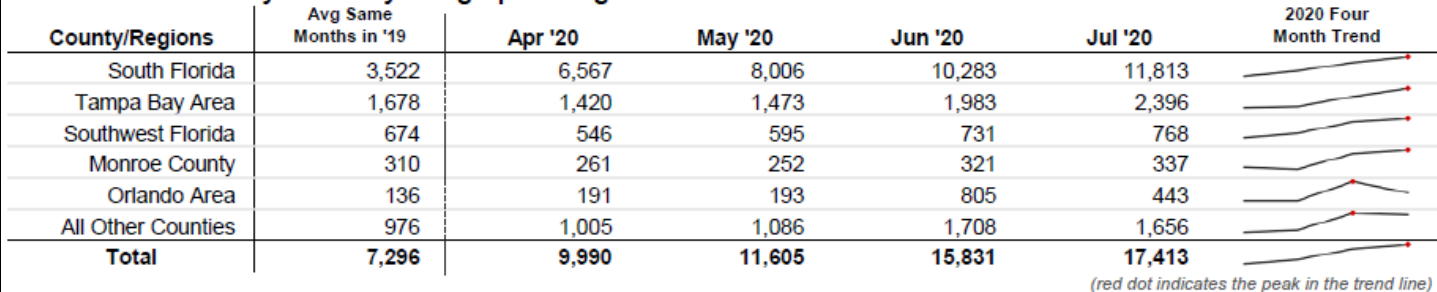 Avg Same 2020 Four
County/Regions Months in '19 Apr '20 May '20 Jun '20 Jul '20 Month Trend
South Florida 3,522 6,567 8,006 10,283 11,813
Tampa Bay Area 1,678 1,420 1,473 1,983 2,396
Southwest Florida 674 546 595 731 768
Monroe County 310 261 252 321 337
Orlando Area 136 191 193 805 443
All Other Counties 976 1,005 1,086 1,708 1,656
Total 7,296 9,990 11,605 15,831 17,413
(red dot indicates the peak in the trend line)